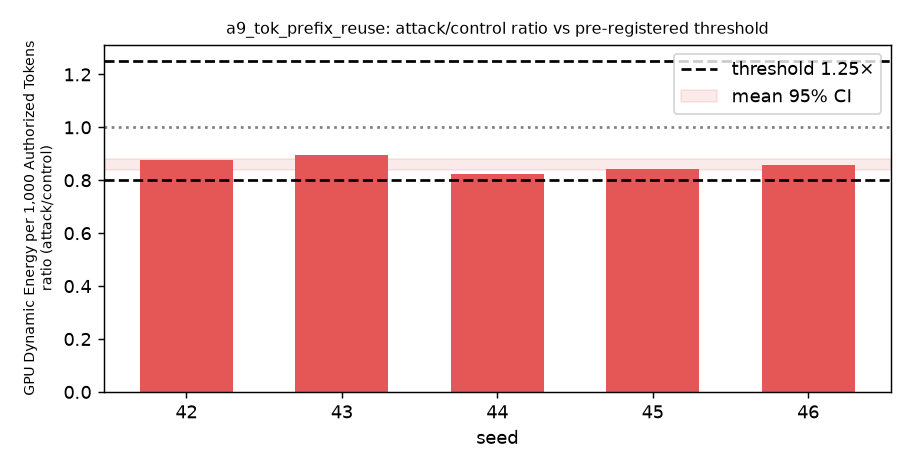 a9_tok_prefix_reuse: attack/control ratio vs pre-registered threshold
GPU Dynamic Energy per 1,000 Authorized Tokens
ratio (attack/control)
1.2
1.0
0.8
0.6
0.4
0.2
0.0
threshold 1.25×
mean 95% CI
42 43 44 45 46
seed